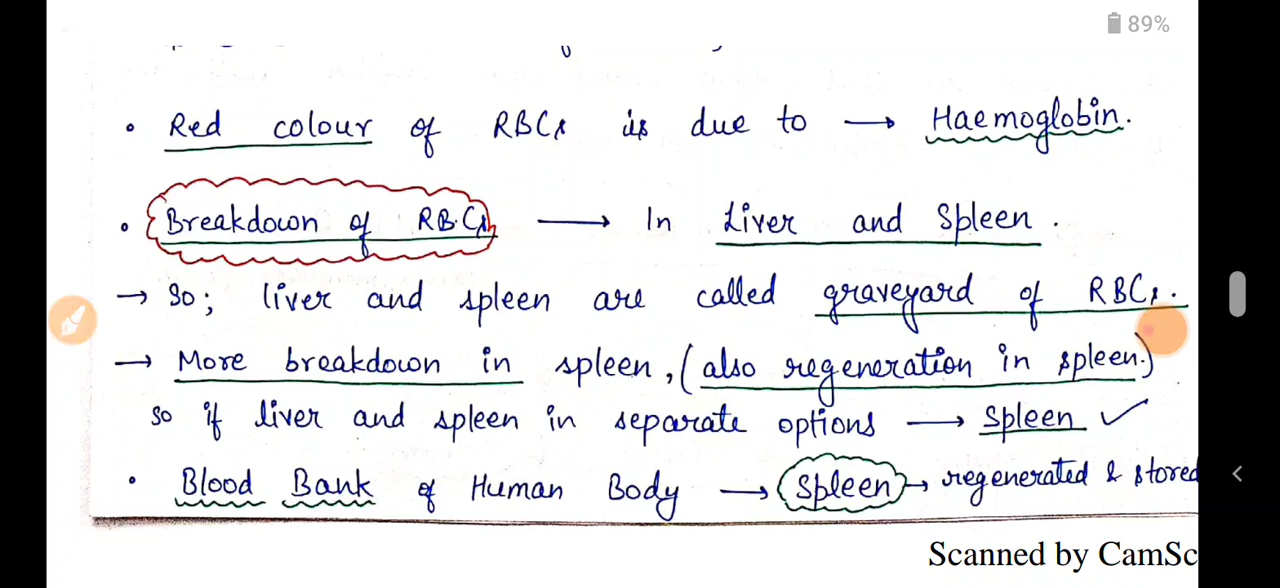 89%
• Red colour of RBCs is due to → Haemoglobin.
• Breakdown of RBCs → In Liver and Spleen.
→ So; liver and spleen are called graveyard of RBCs.
→ More breakdown in spleen, (also regeneration in spleen.)
so if liver and spleen in separate options → Spleen ✓
• Blood Bank of Human Body → Spleen → regenerated & stored
Scanned by CamSc